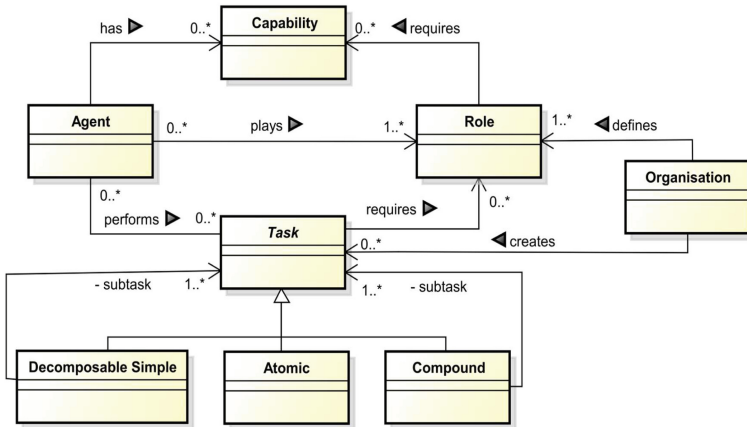 has
0..*
Capability
0..*
requires
Agent
0..*
plays
1..*
Role
1..*
defines
Organisation
0..*
performs
0..*
Task
requires
0..*
0..*
creates
- subtask
1..*
1..*
- subtask
Decomposable Simple
Atomic
Compound